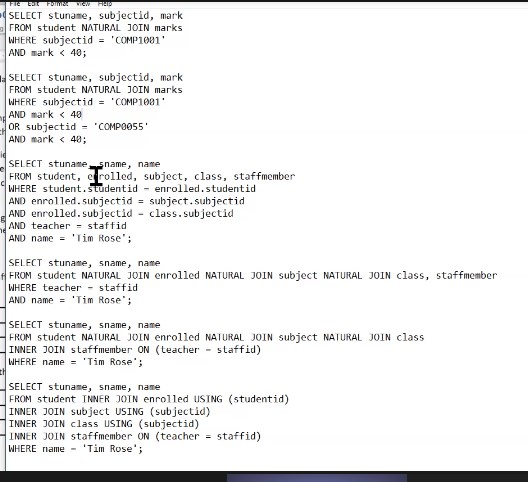 File Edit Format View Help
SELECT stuname, subjectid, mark
FROM student NATURAL JOIN marks
WHERE subjectid = 'COMP1001'
AND mark < 40;
SELECT stuname, subjectid, mark
FROM student NATURAL JOIN marks
WHERE subjectid = 'COMP1001'
AND mark < 40
OR subjectid = 'COMP0055'
AND mark < 40;
SELECT stuname, sname, name
FROM student, enrolled, subject, class, staffmember
WHERE student.studentid = enrolled.studentid
AND enrolled.subjectid = subject.subjectid
AND enrolled.subjectid = class.subjectid
AND teacher = staffid
AND name = 'Tim Rose';
SELECT stuname, sname, name
FROM student NATURAL JOIN enrolled NATURAL JOIN subject NATURAL JOIN class, staffmember
WHERE teacher = staffid
AND name = 'Tim Rose';
SELECT stuname, sname, name
FROM student NATURAL JOIN enrolled NATURAL JOIN subject NATURAL JOIN class
INNER JOIN staffmember ON (teacher = staffid)
WHERE name = 'Tim Rose';
SELECT stuname, sname, name
FROM student INNER JOIN enrolled USING (studentid)
INNER JOIN subject USING (subjectid)
INNER JOIN class USING (subjectid)
INNER JOIN staffmember ON (teacher = staffid)
WHERE name = 'Tim Rose';